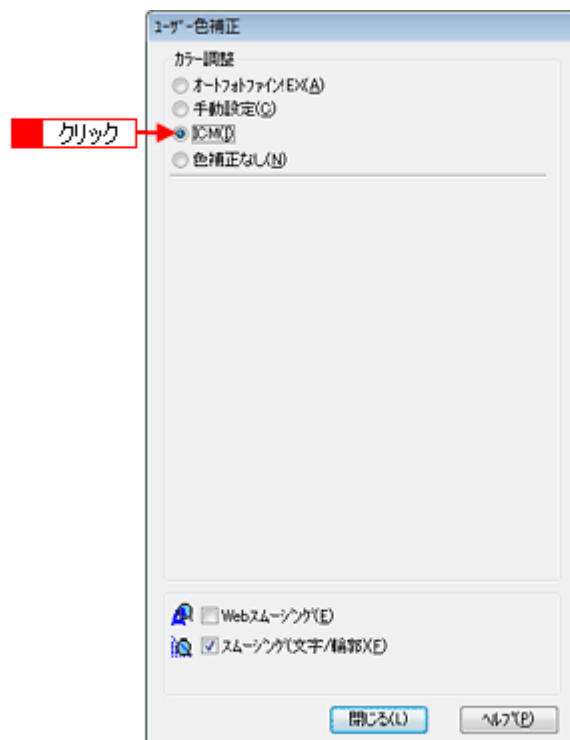 ユーザー色補正
カラー調整
オートフォトファイン!EX(A)
手動設定(C)
クリック
ICM(I)
色補正なし(N)
Webスムージング(E)
スムージング(文字/輪郭)(F)
閉じる(L)
ヘルプ(P)